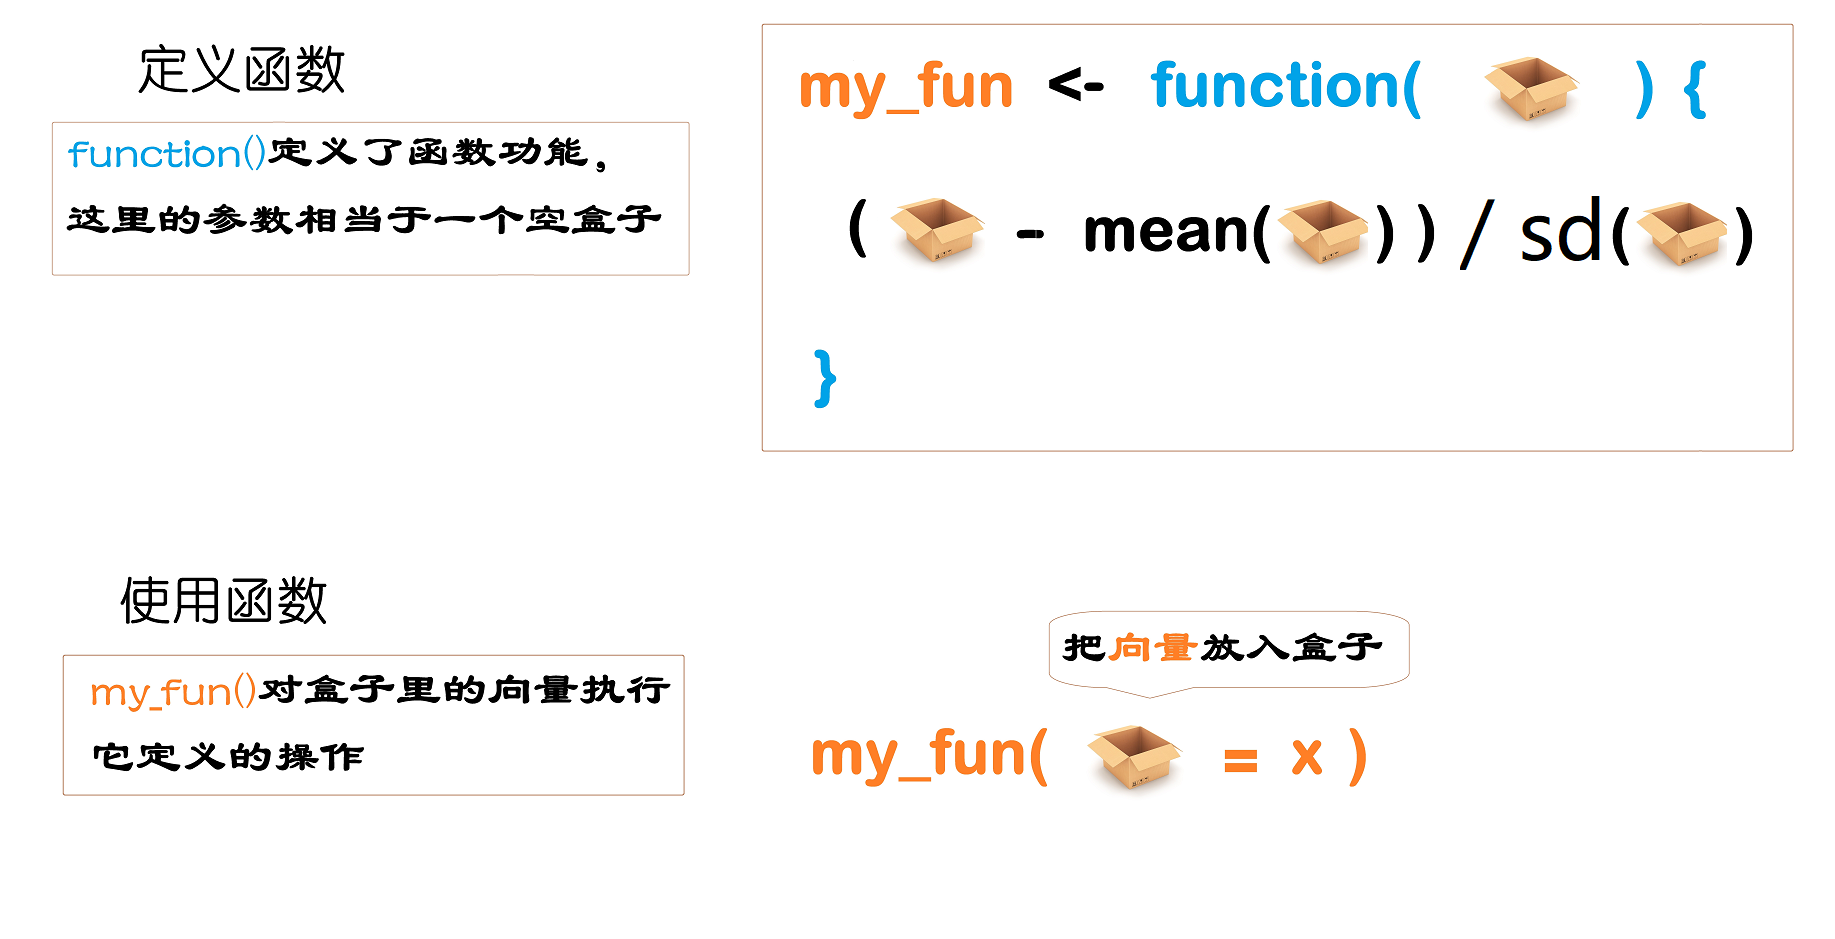 定义函数
function()定义了函数功能，
这里的参数相当于一个空盒子
my_fun <- function( ) {
( - mean( ) ) / sd( )
}
使用函数
my_fun()对盒子里的向量执行
它定义的操作
把向量放入盒子
my_fun( = x )